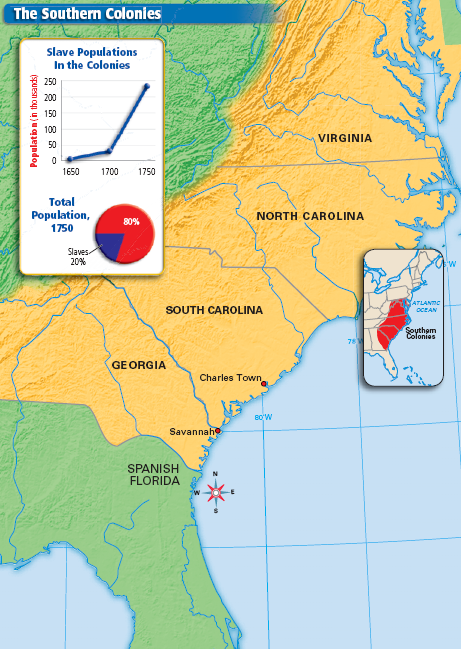 The Southern Colonies
Slave Populations
In the Colonies
Population (in thousands)
250
200
150
100
50
0
1650 1700 1750
Total
Population,
1750
80%
Slaves
20%
VIRGINIA
NORTH CAROLINA
SOUTH CAROLINA
GEORGIA
Charles Town
Savannah
SPANISH
FLORIDA
80°W
N
W E
S
ATLANTIC
OCEAN
Southern
Colonies